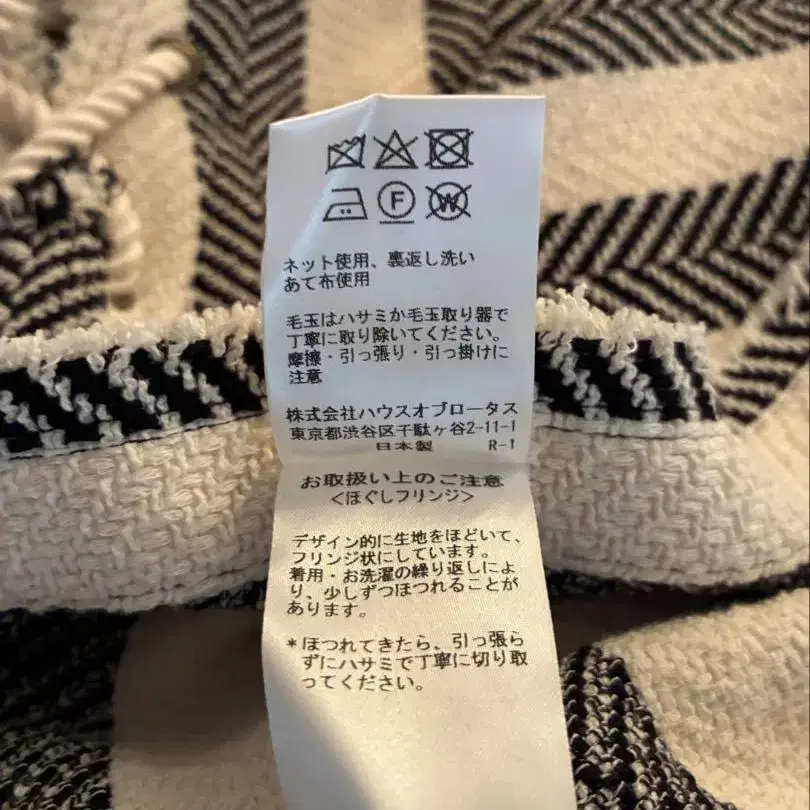 F W
ネット使用、裏返し洗い
あて布使用
毛玉はハサミか毛玉取り器で
丁寧に取り除いてください。
摩擦・引っ張り・引っ掛けに
注意
株式会社ハウスオブロータス
東京都渋谷区千駄ヶ谷2-11-1
日本製 R-1
お取扱い上のご注意
<ほぐしフリンジ>
デザイン的に生地をほどいて、
フリンジ状にしています。
着用・お洗濯の繰り返しによ
り、少しずつほつれることが
あります。
*ほつれてきたら、引っ張ら
ずにハサミで丁寧に切り取
ってください。